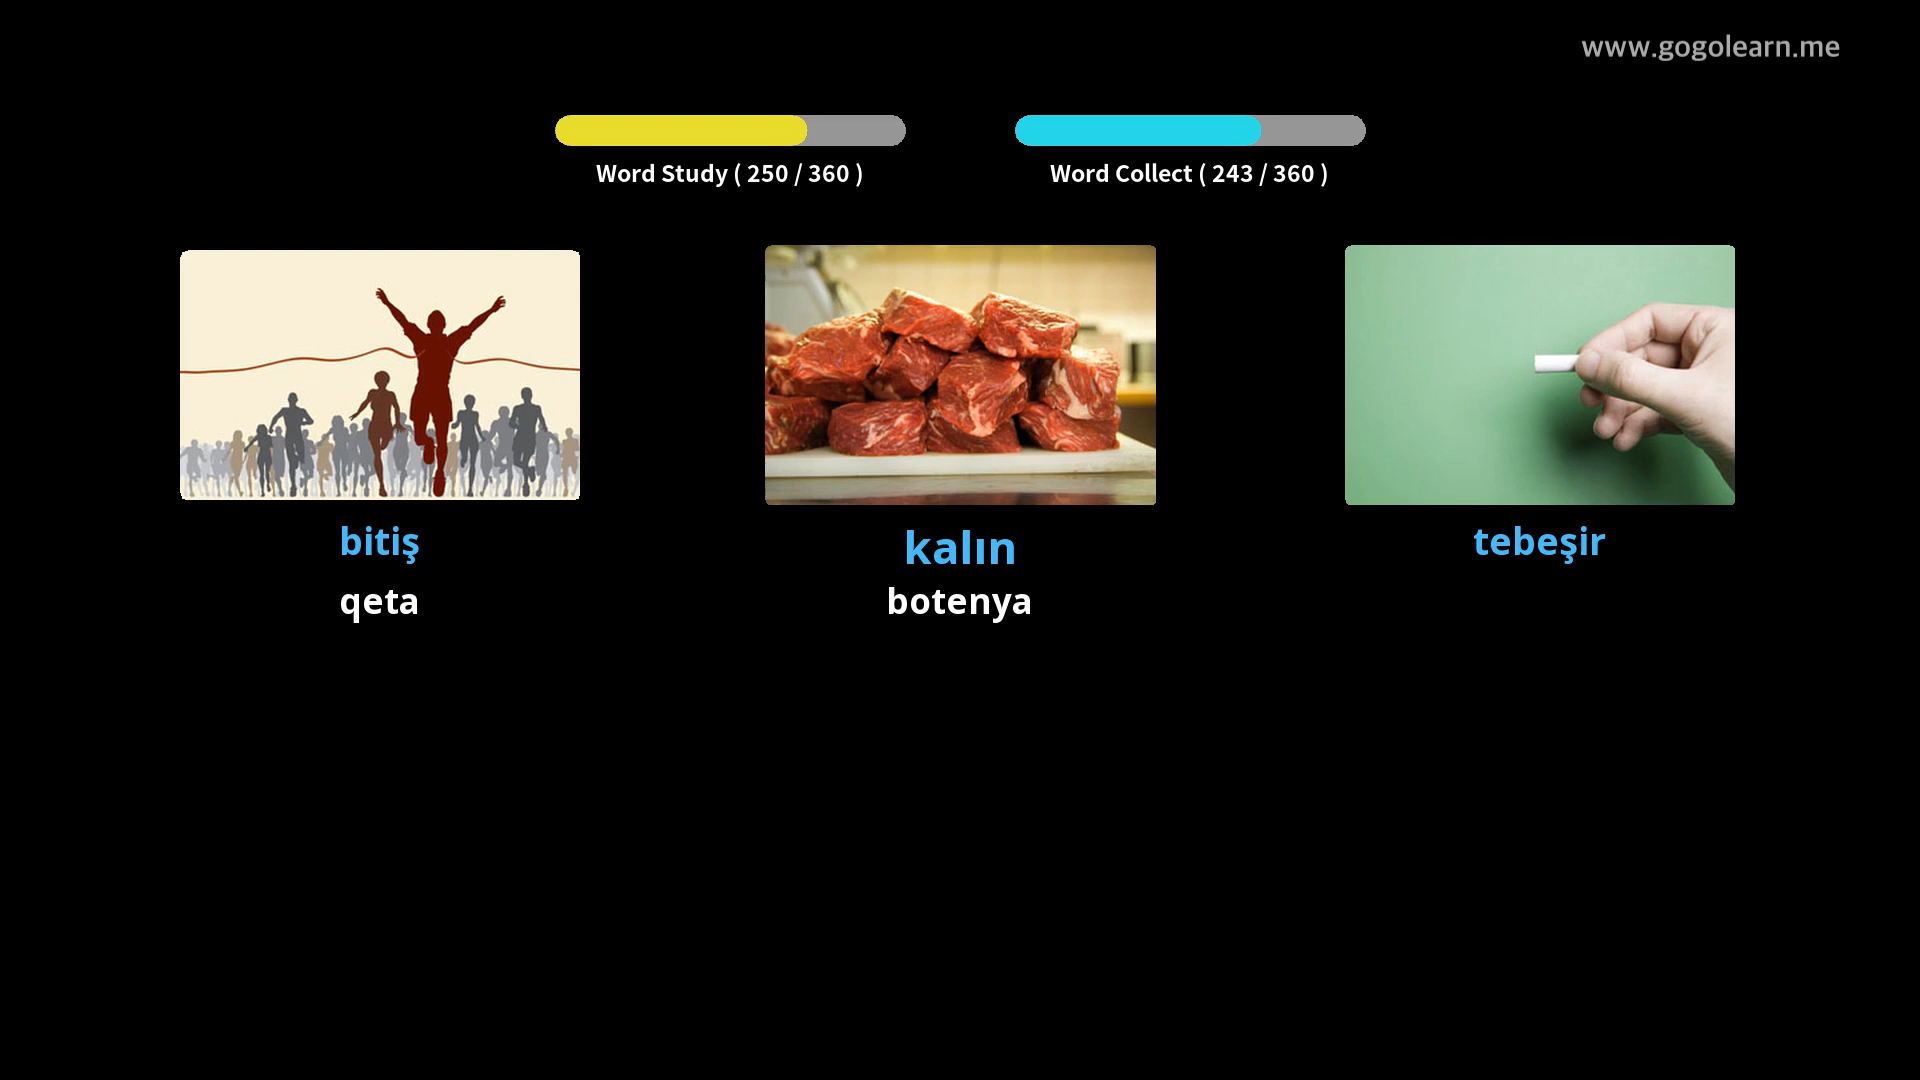 www.gogolearn.me
Word Study ( 250 / 360 )
Word Collect ( 243 / 360 )
bitiş
kalın
tebeşir
qeta
botenya